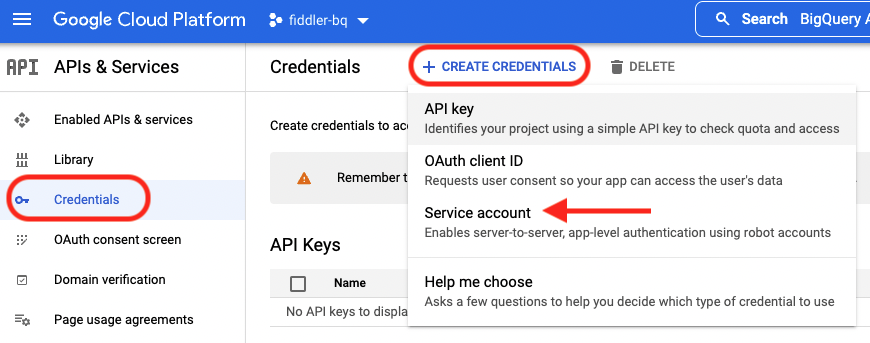 Google Cloud Platform
fiddler-bq
Search BigQuery A
API APIs & Services
Credentials
+ CREATE CREDENTIALS
DELETE
Enabled APIs & services
Library
Credentials
OAuth consent screen
Domain verification
Page usage agreements
Create credentials to acc
Remember t
API Keys
Name
No API keys to displa
API key
Identifies your project using a simple API key to check quota and access
OAuth client ID
Requests user consent so your app can access the user's data
Service account
Enables server-to-server, app-level authentication using robot accounts
Help me choose
Asks a few questions to help you decide which type of credential to use